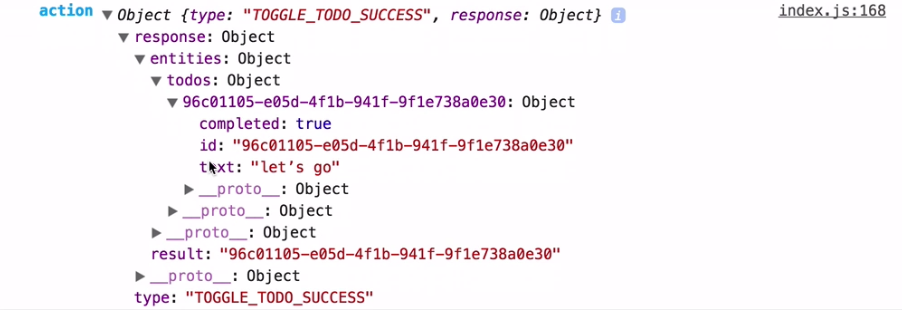 action ▼Object {type: "TOGGLE_TODO_SUCCESS", response: Object} i index.js:168
▼response: Object
▼entities: Object
▼todos: Object
▼96c01105-e05d-4f1b-941f-9f1e738a0e30: Object
completed: true
id: "96c01105-e05d-4f1b-941f-9f1e738a0e30"
text: "let’s go"
▶__proto__: Object
▶__proto__: Object
▶__proto__: Object
result: "96c01105-e05d-4f1b-941f-9f1e738a0e30"
▶__proto__: Object
type: "TOGGLE_TODO_SUCCESS"